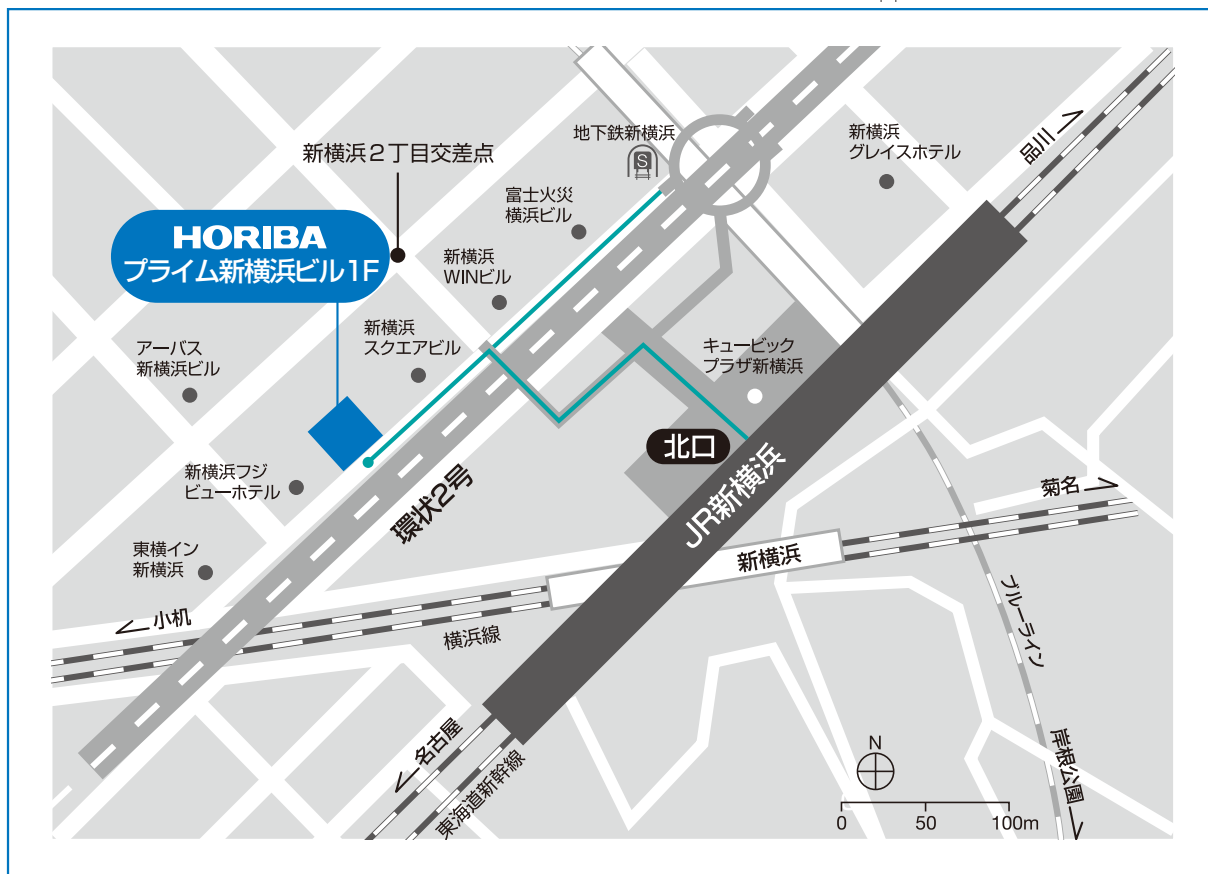 地下鉄新横浜
S
新横浜
グレイスホテル
品川
新横浜2丁目交差点
富士火災
横浜ビル
HORIBA
プライム新横浜ビル1F
新横浜
WINビル
新横浜
スクエアビル
アーバス
新横浜ビル
キュービック
プラザ新横浜
北口
JR新横浜
環状2号
新横浜フジ
ビューホテル
東横イン
新横浜
菊名
新横浜
小机
横浜線
ブルーライン
名古屋
東海道新幹線
岸根公園
N
0 50 100m